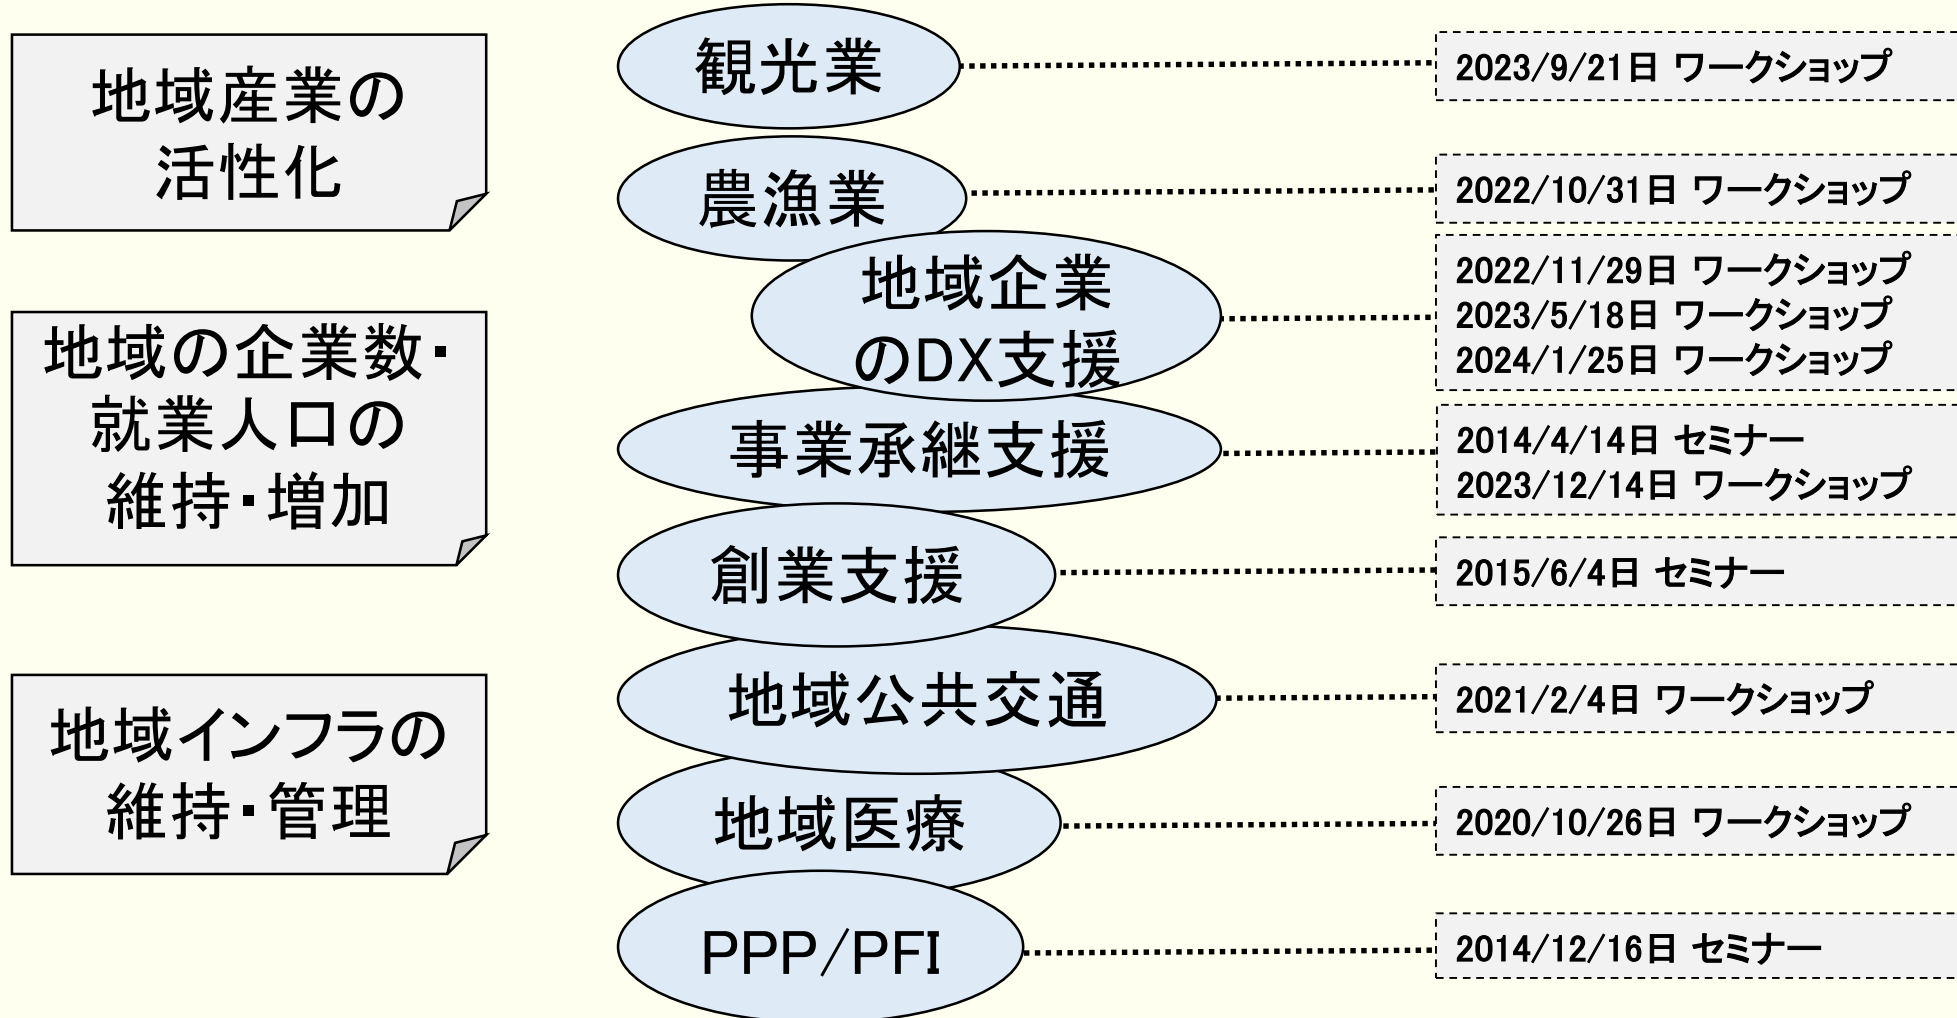 地域産業の
活性化
地域の企業数・
就業人口の
維持・増加
地域インフラの
維持・管理
観光業
農漁業
地域企業
のDX支援
事業承継支援
創業支援
地域公共交通
地域医療
PPP/PFI
2023/9/21日 ワークショップ
2022/10/31日 ワークショップ
2022/11/29日 ワークショップ
2023/5/18日 ワークショップ
2024/1/25日 ワークショップ
2014/4/14日 セミナー
2023/12/14日 ワークショップ
2015/6/4日 セミナー
2021/2/4日 ワークショップ
2020/10/26日 ワークショップ
2014/12/16日 セミナー